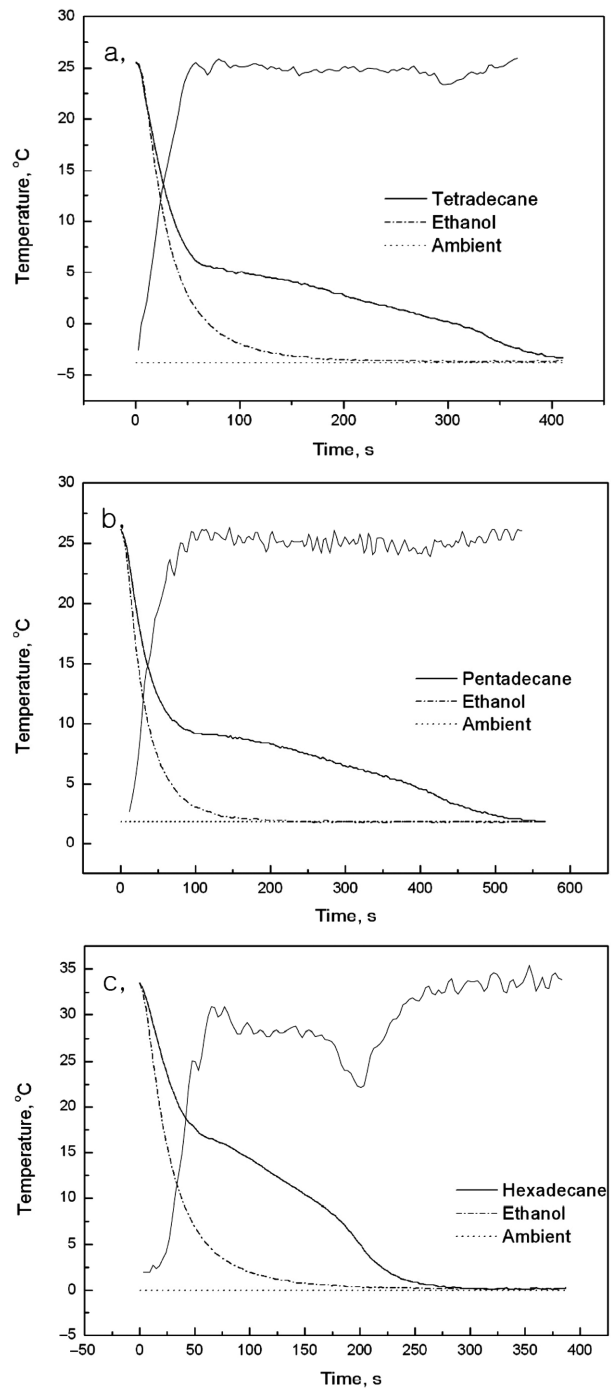 a,
30
25
20
15
10
5
0
−5
Temperature, °C
Tetradecane
Ethanol
Ambient
0 100 200 300 400
Time, s
b,
30
25
20
15
10
5
0
Temperature, °C
Pentadecane
Ethanol
Ambient
0 100 200 300 400 500 600
Time, s
c,
35
30
25
20
15
10
5
0
−5
Temperature, °C
Hexadecane
Ethanol
Ambient
−50 0 50 100 150 200 250 300 350 400
Time, s